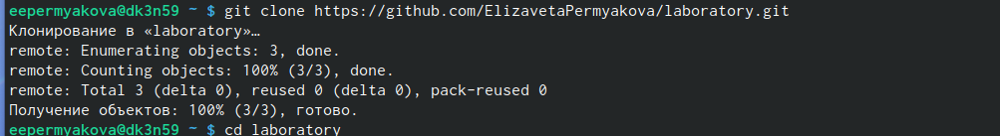 eepermyakova@dk3n59 ~ $ git clone https://github.com/ElizavetaPermyakova/laboratory.git
Клонирование в «laboratory»…
remote: Enumerating objects: 3, done.
remote: Counting objects: 100% (3/3), done.
remote: Total 3 (delta 0), reused 0 (delta 0), pack-reused 0
Получение объектов: 100% (3/3), готово.
eepermyakova@dk3n59 ~ $ cd laboratory